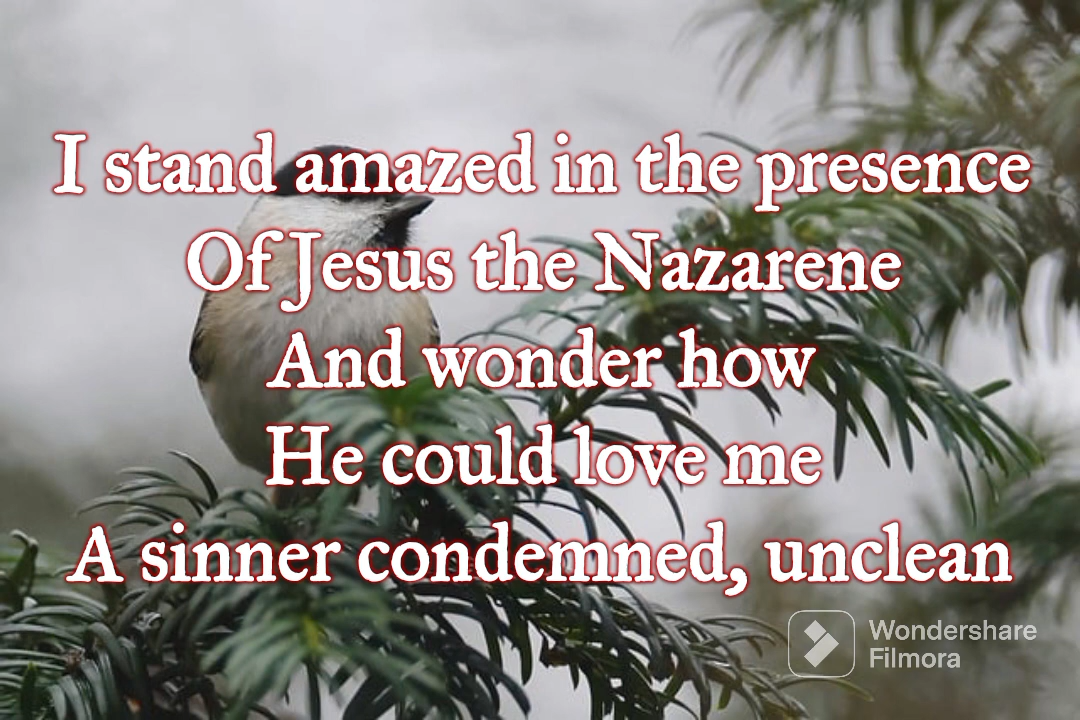 I stand amazed in the presence
Of Jesus the Nazarene
And wonder how
He could love me
A sinner condemned, unclean
Wondershare
Filmora